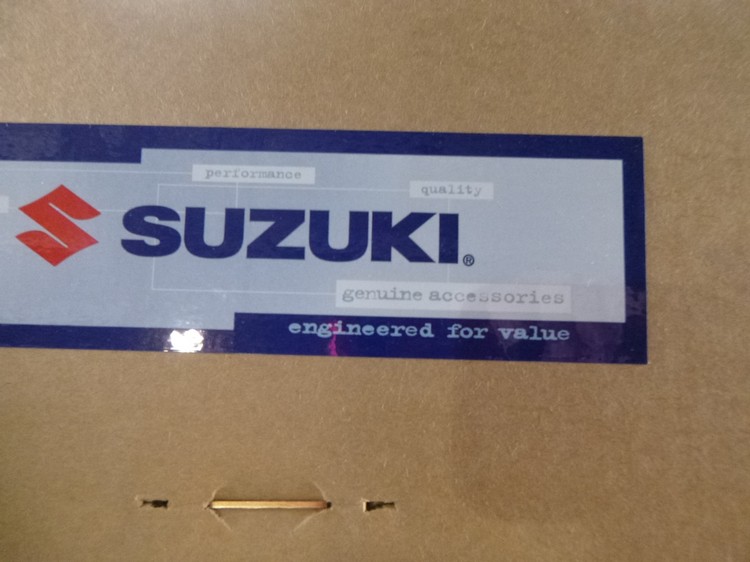 performance
quality
SUZUKI®
genuine accessories
engineered for value